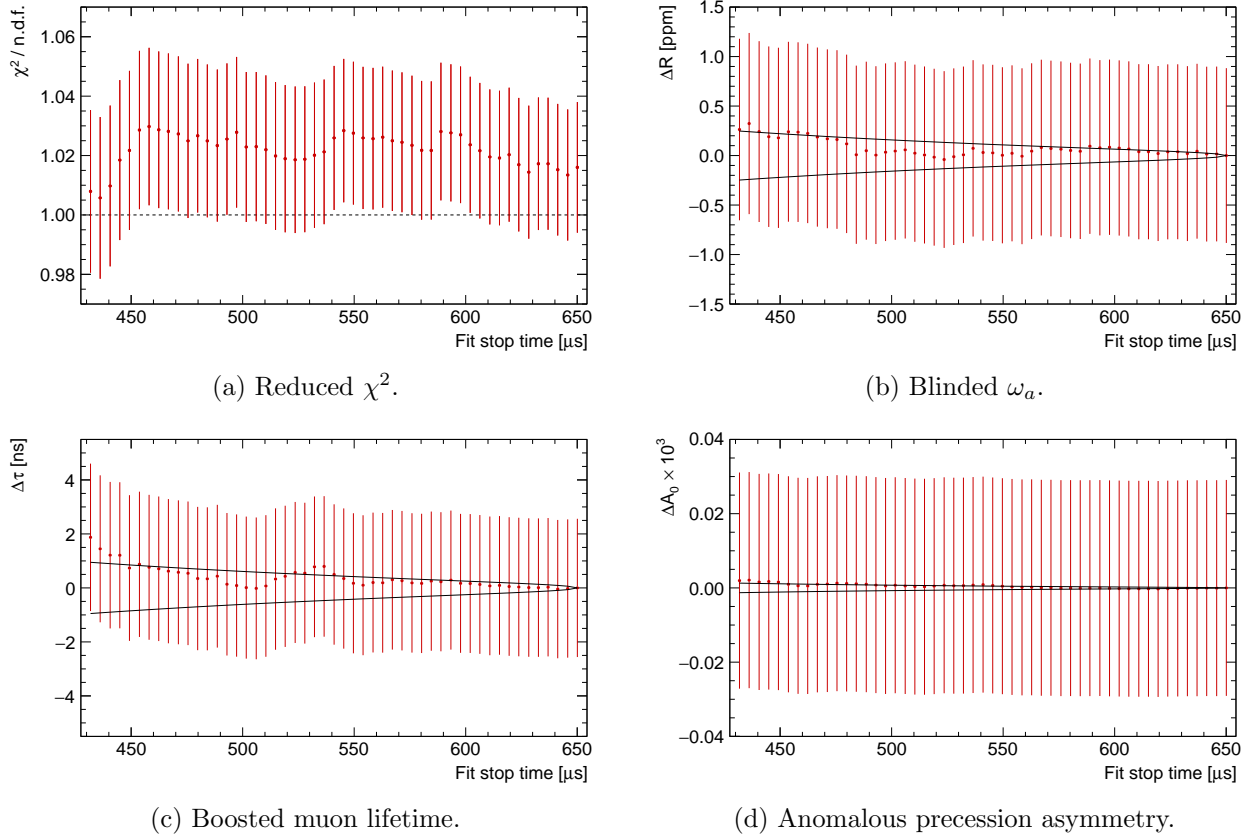 χ² / n.d.f.
1.06
1.04
1.02
1.00
0.98
450 500 550 600 650
Fit stop time [μs]
(a) Reduced χ².
ΔR [ppm]
1.5
1.0
0.5
0.0
−0.5
−1.0
−1.5
450 500 550 600 650
Fit stop time [μs]
(b) Blinded ωₐ.
Δτ [ns]
4
2
0
−2
−4
450 500 550 600 650
Fit stop time [μs]
(c) Boosted muon lifetime.
ΔA₀ × 10³
0.04
0.02
0.00
−0.02
−0.04
450 500 550 600 650
Fit stop time [μs]
(d) Anomalous precession asymmetry.